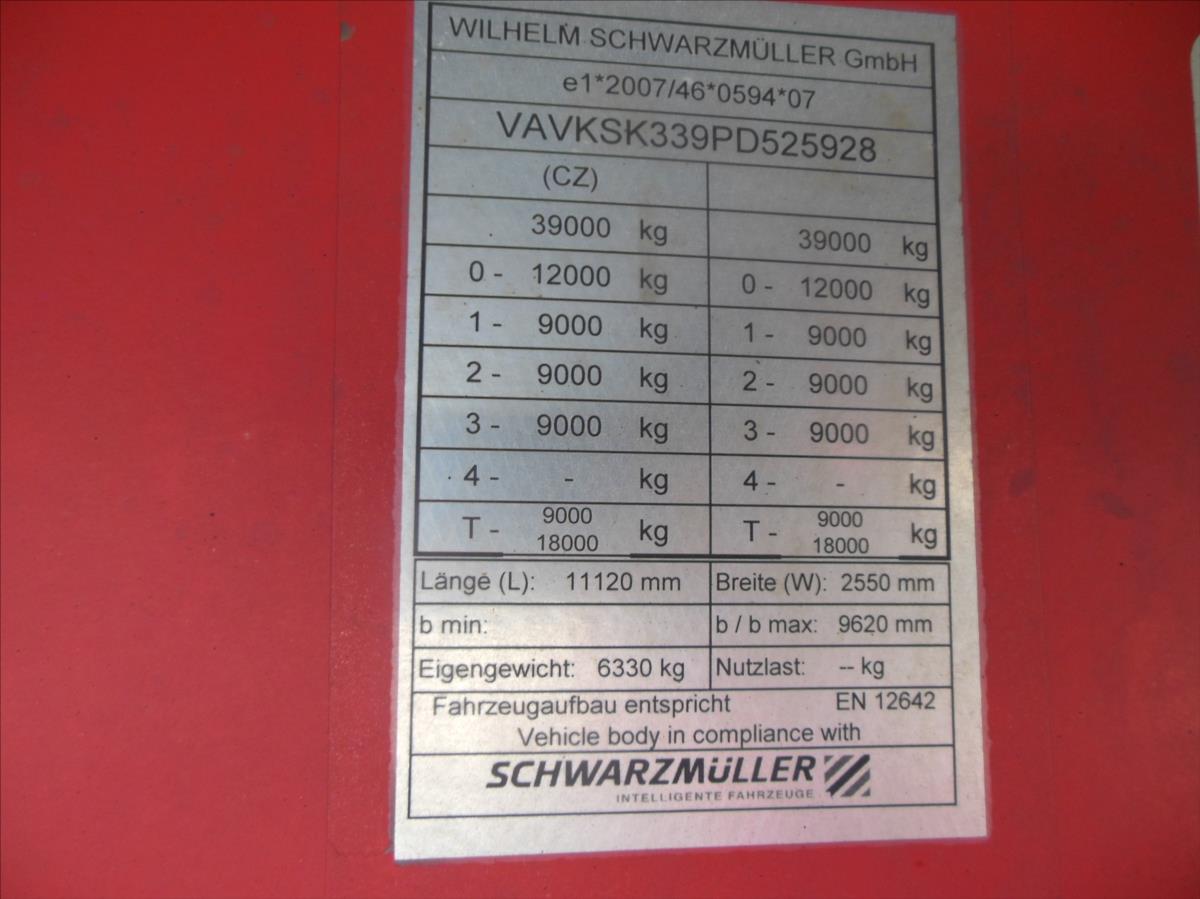 WILHELM SCHWARZMÜLLER GmbH
e1*2007/46*0594*07
VAVKSK339PD525928
(CZ)
39000 kg 39000 kg
0 - 12000 kg 0 - 12000 kg
1 - 9000 kg 1 - 9000 kg
2 - 9000 kg 2 - 9000 kg
3 - 9000 kg 3 - 9000 kg
4 - - kg 4 - - kg
T - 9000 18000 kg T - 9000 18000 kg
Länge (L): 11120 mm Breite (W): 2550 mm
b min: b / b max: 9620 mm
Eigengewicht: 6330 kg Nutzlast: -- kg
Fahrzeugaufbau entspricht EN 12642
Vehicle body in compliance with
SCHWARZMÜLLER
INTELLIGENTE FAHRZEUGE